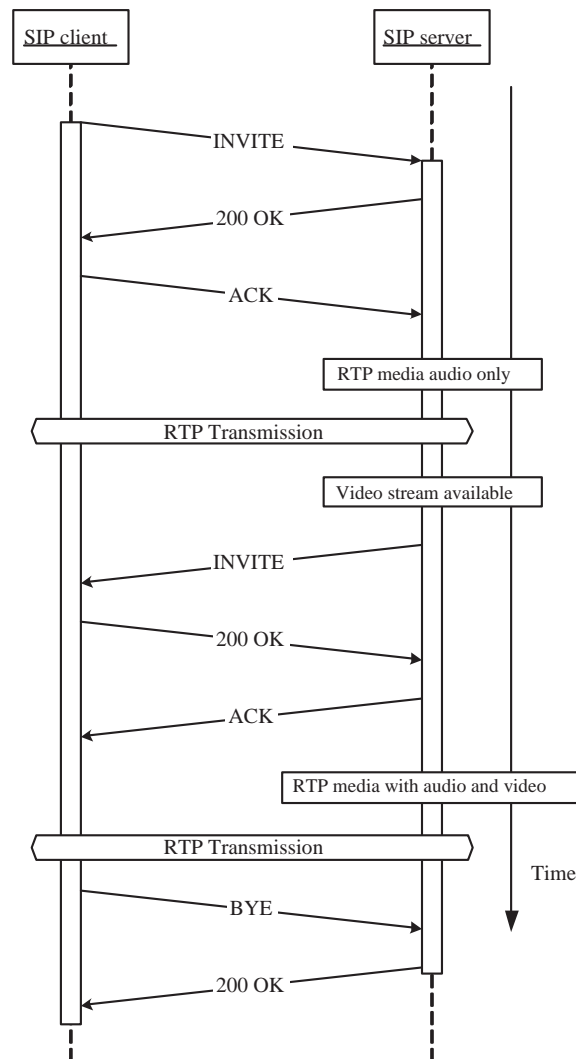 SIP client
SIP server
INVITE
200 OK
ACK
RTP media audio only
RTP Transmission
Video stream available
INVITE
200 OK
ACK
RTP media with audio and video
RTP Transmission
Time
BYE
200 OK